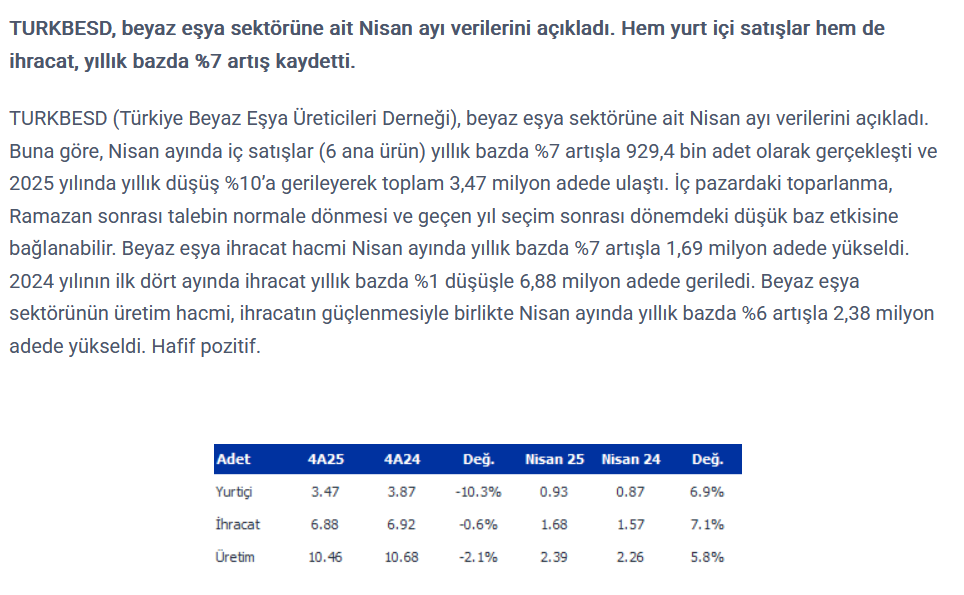 TURKBESD, beyaz eşya sektörüne ait Nisan ayı verilerini açıkladı. Hem yurt içi satışlar hem de
ihracat, yıllık bazda %7 artış kaydetti.
TURKBESD (Türkiye Beyaz Eşya Üreticileri Derneği), beyaz eşya sektörüne ait Nisan ayı verilerini açıkladı.
Buna göre, Nisan ayında iç satışlar (6 ana ürün) yıllık bazda %7 artışla 929,4 bin adet olarak gerçekleşti ve
2025 yılında yıllık düşüş %10’a gerileyerek toplam 3,47 milyon adede ulaştı. İç pazardaki toparlanma,
Ramazan sonrası talebin normale dönmesi ve geçen yıl seçim sonrası dönemdeki düşük baz etkisine
bağlanabilir. Beyaz eşya ihracat hacmi Nisan ayında yıllık bazda %7 artışla 1,69 milyon adede yükseldi.
2024 yılının ilk dört ayında ihracat yıllık bazda %1 düşüşle 6,88 milyon adede geriledi. Beyaz eşya
sektörünün üretim hacmi, ihracatın güçlenmesiyle birlikte Nisan ayında yıllık bazda %6 artışla 2,38 milyon
adede yükseldi. Hafif pozitif.
Adet 4A25 4A24 Değ. Nisan 25 Nisan 24 Değ.
Yurtiçi 3.47 3.87 -10.3% 0.93 0.87 6.9%
İhracat 6.88 6.92 -0.6% 1.68 1.57 7.1%
Üretim 10.46 10.68 -2.1% 2.39 2.26 5.8%